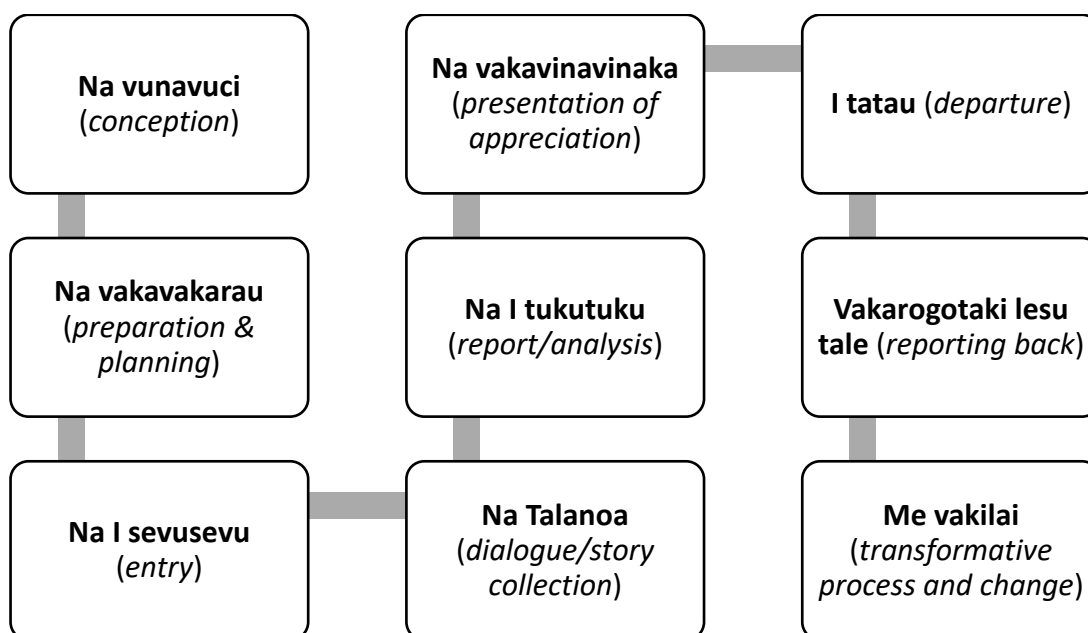 Na vunavuci
(conception)
Na vakavakarau
(preparation &
planning)
Na I sevusevu
(entry)
Na Talanoa
(dialogue/story
collection)
Na I tukutuku
(report/analysis)
Na vakavinavinaka
(presentation of
appreciation)
I tatau (departure)
Vakarogotaki lesu
tale (reporting back)
Me vakilai
(transformative
process and change)